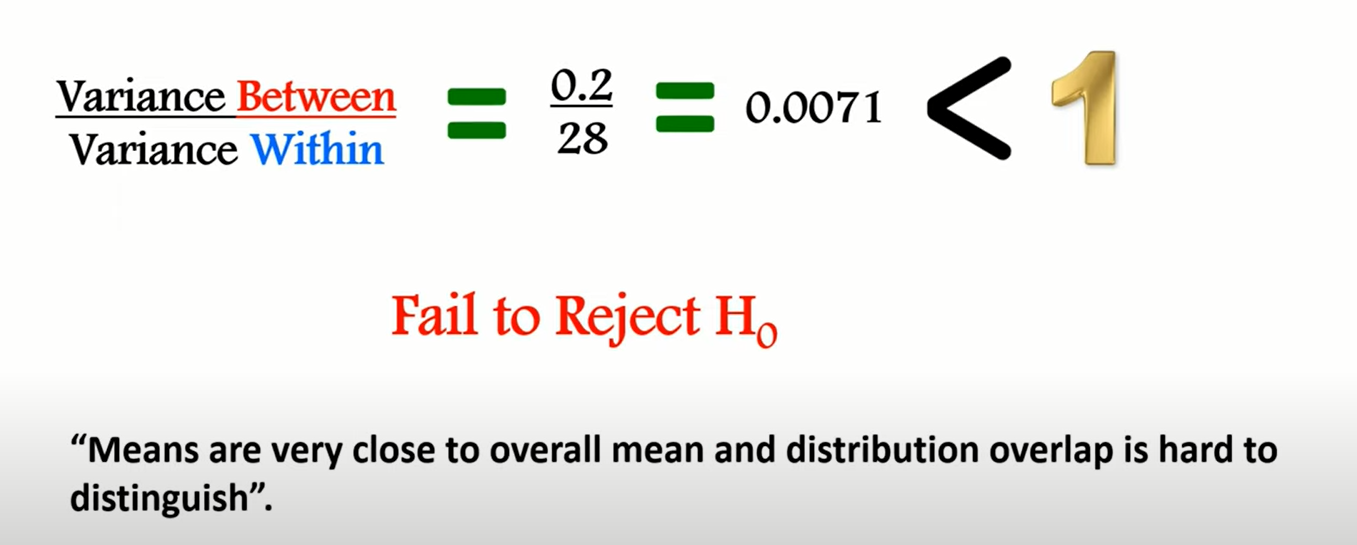 Variance Between = 0.2 = 0.0071 < 1
Variance Within 28
Fail to Reject H₀
“Means are very close to overall mean and distribution overlap is hard to
distinguish”.